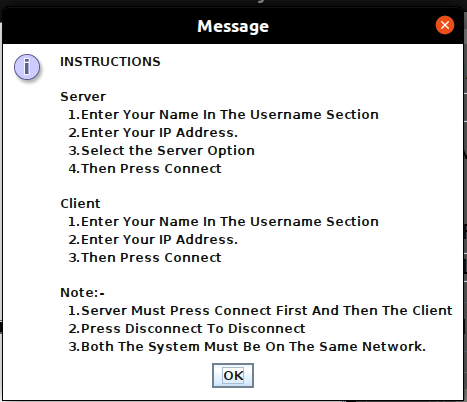 Message
INSTRUCTIONS
Server
1.Enter Your Name In The Username Section
2.Enter Your IP Address.
3.Select the Server Option
4.Then Press Connect
Client
1.Enter Your Name In The Username Section
2.Enter Your IP Address.
3.Then Press Connect
Note:-
1.Server Must Press Connect First And Then The Client
2.Press Disconnect To Disconnect
3.Both The System Must Be On The Same Network.
OK